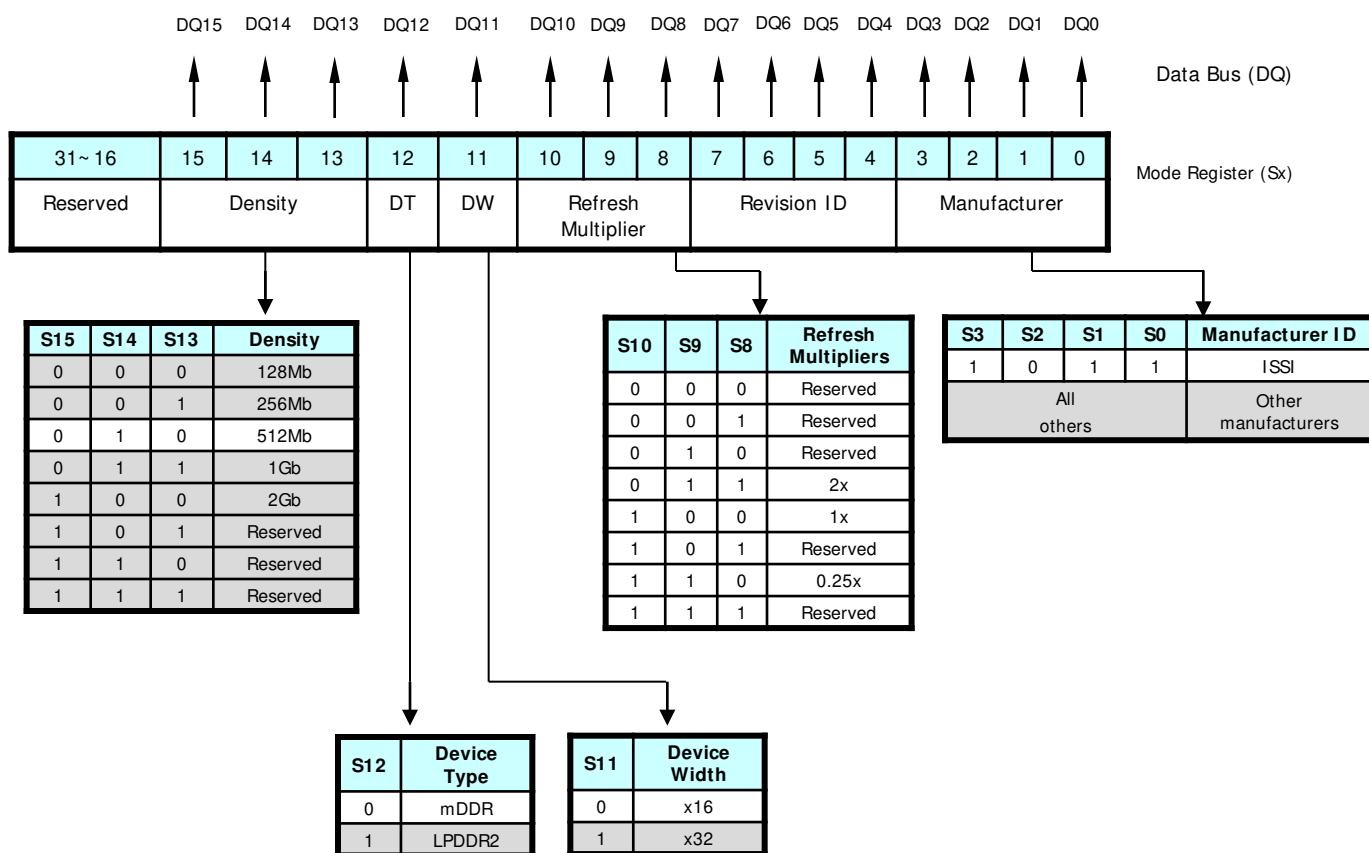 DQ15 DQ14 DQ13 DQ12 DQ11 DQ10 DQ9 DQ8 DQ7 DQ6 DQ5 DQ4 DQ3 DQ2 DQ1 DQ0
Data Bus (DQ)
31~16 15 14 13 12 11 10 9 8 7 6 5 4 3 2 1 0
Mode Register (Sx)
Reserved Density DT DW Refresh Multiplier Revision ID Manufacturer
S15 S14 S13 Density
0 0 0 128Mb
0 0 1 256Mb
0 1 0 512Mb
0 1 1 1Gb
1 0 0 2Gb
1 0 1 Reserved
1 1 0 Reserved
1 1 1 Reserved
S10 S9 S8 Refresh Multipliers
0 0 0 Reserved
0 0 1 Reserved
0 1 0 Reserved
0 1 1 2x
1 0 0 1x
1 0 1 Reserved
1 1 0 0.25x
1 1 1 Reserved
S3 S2 S1 S0 Manufacturer ID
1 0 1 1 ISSI
All others Other manufacturers
S12 Device Type
0 mDDR
1 LPDDR2
S11 Device Width
0 x16
1 x32